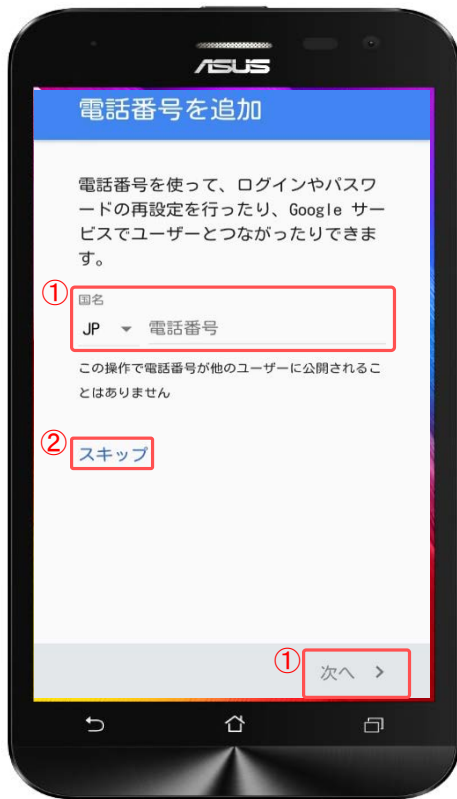 ASUS
電話番号を追加
電話番号を使って、ログインやパスワ
ードの再設定を行ったり、Google サー
ビスでユーザーとつながったりできま
す。
①
国名
JP 電話番号
この操作で電話番号が他のユーザーに公開されるこ
とはありません
② スキップ
① 次へ >